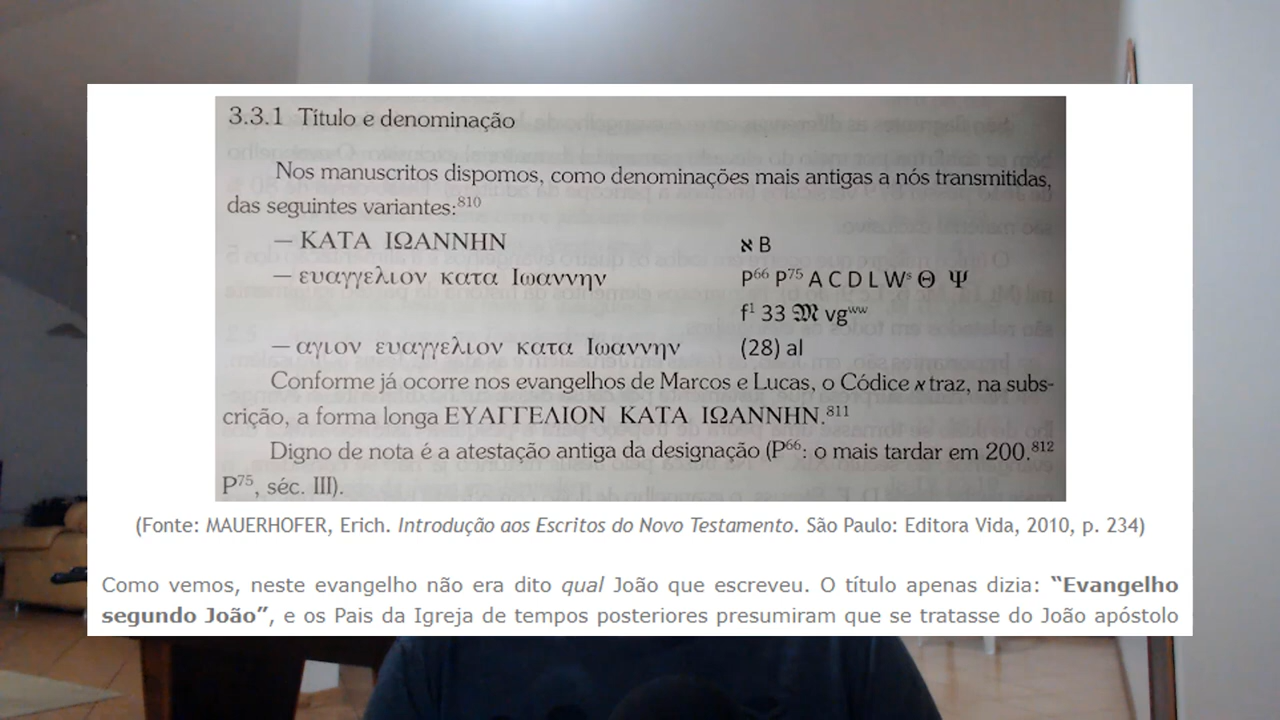 3.3.1 Título e denominação
Nos manuscritos dispomos, como denominações mais antigas a nós transmitidas,
das seguintes variantes:⁸¹⁰
— ΚΑΤΑ ΙΩΑΝΝΗΝ א B
— ευαγγελιον κατα Ιωαννην P⁶⁶ P⁷⁵ A C D L Wˢ Θ Ψ
f¹ 33 𝔐 vgʷʷ
— αγιον ευαγγελιον κατα Ιωαννην (28) al
Conforme já ocorre nos evangelhos de Marcos e Lucas, o Códice א traz, na subs-
crição, a forma longa ΕΥΑΓΓΕΛΙΟΝ ΚΑΤΑ ΙΩΑΝΝΗΝ.⁸¹¹
Digno de nota é a atestação antiga da designação (P⁶⁶: o mais tardar em 200.⁸¹²
P⁷⁵, séc. III).
(Fonte: MAUERHOFER, Erich. Introdução aos Escritos do Novo Testamento. São Paulo: Editora Vida, 2010, p. 234)
Como vemos, neste evangelho não era dito qual João que escreveu. O título apenas dizia: “Evangelho
segundo João”, e os Pais da Igreja de tempos posteriores presumiram que se tratasse do João apóstolo